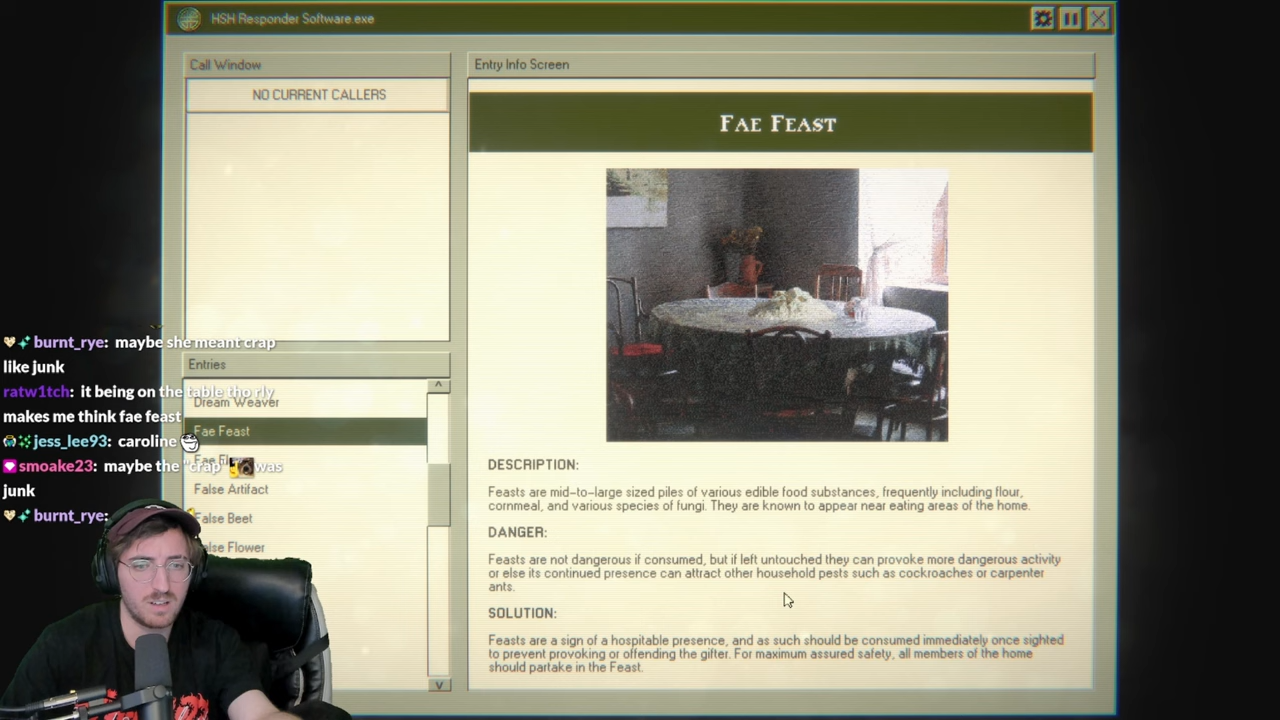 HSH Responder Software.exe
Call Window
NO CURRENT CALLERS
Entries
Dream Weaver
Fae Feast
Fae
False Artifact
False Beet
False Flower
Entry Info Screen
FAE FEAST
DESCRIPTION:
Feasts are mid-to-large sized piles of various edible food substances, frequently including flour,
cornmeal, and various species of fungi. They are known to appear near eating areas of the home.
DANGER:
Feasts are not dangerous if consumed, but if left untouched they can provoke more dangerous activity
or else its continued presence can attract other household pests such as cockroaches or carpenter
ants.
SOLUTION:
Feasts are a sign of a hospitable presence, and as such should be consumed immediately once sighted
to prevent provoking or offending the gifter. For maximum assured safety, all members of the home
should partake in the Feast.
burnt_rye: maybe she meant crap
like junk
ratw1tch: it being on the table tho rly
makes me think fae feast
jess_lee93: caroline
smoake23: maybe the "crap" was
junk
burnt_rye: